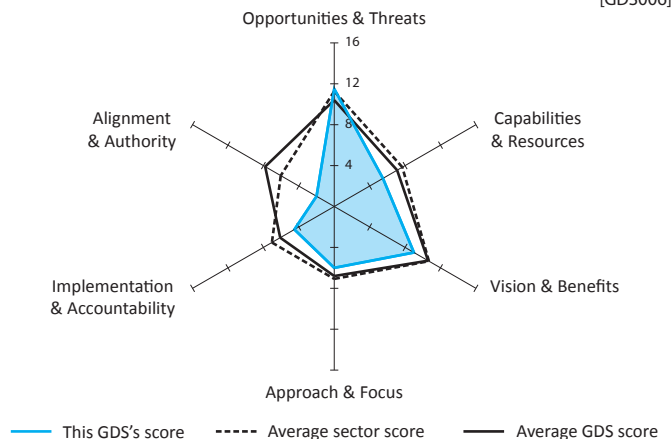 Opportunities & Threats
16
12
8
4
Alignment
& Authority
Capabilities
& Resources
Implementation
& Accountability
Vision & Benefits
Approach & Focus
This GDS's score
Average sector score
Average GDS score